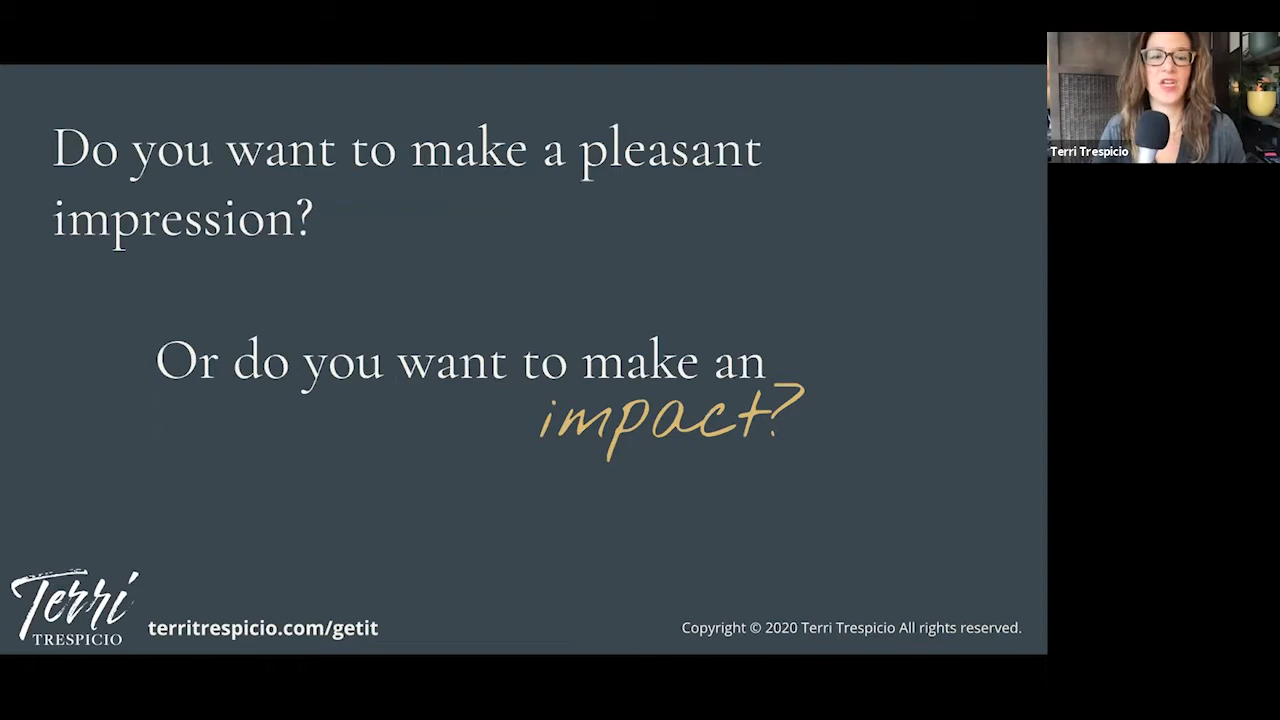 Do you want to make a pleasant
impression?
Or do you want to make an
impact?
Terri
TRESPICIO
territrespicio.com/getit
Copyright © 2020 Terri Trespicio All rights reserved.
Terri Trespicio